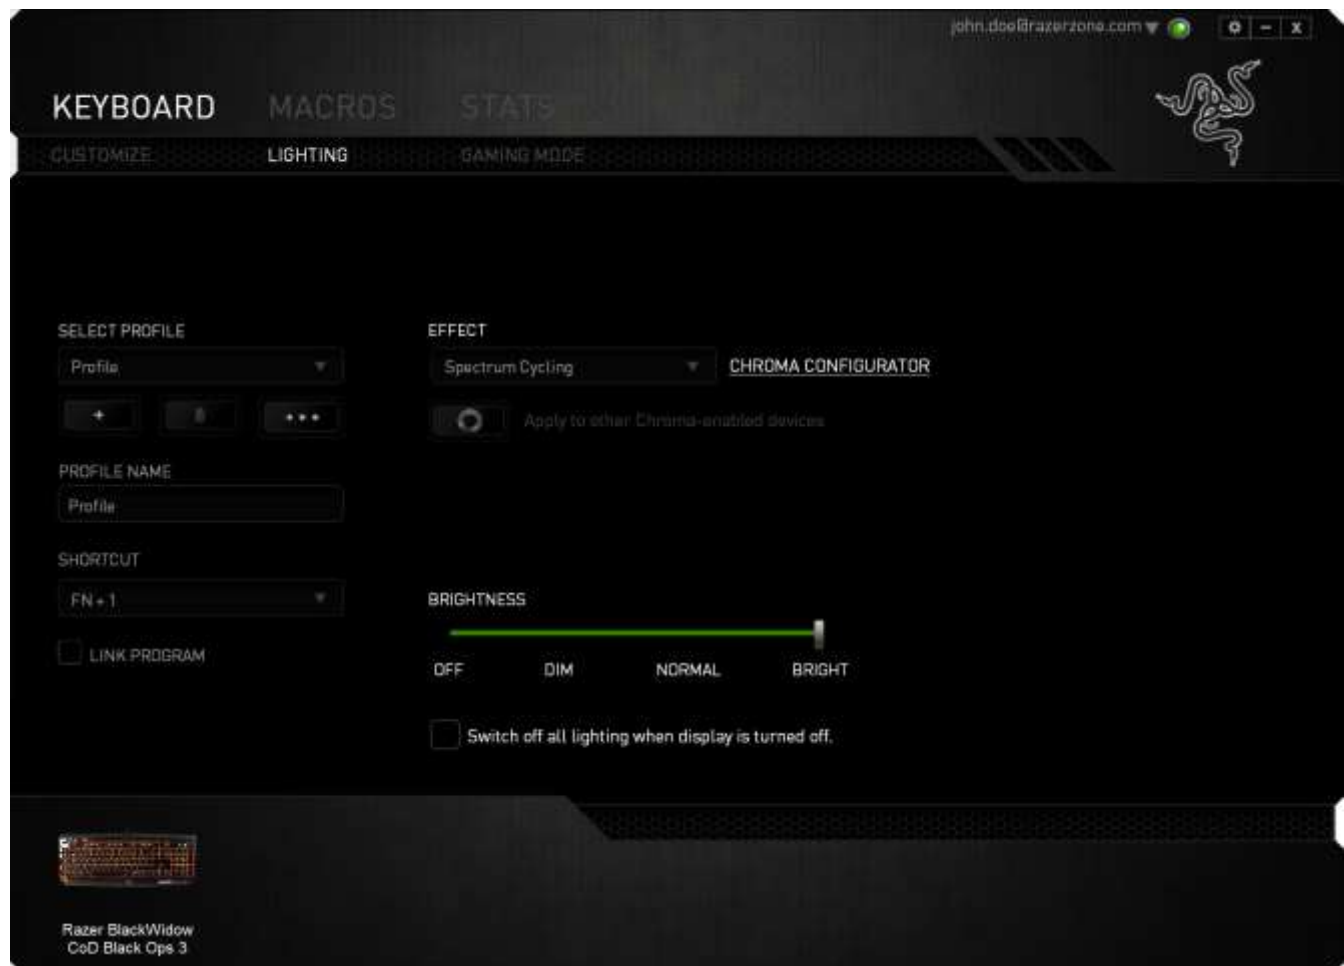 john.doe@razerzone.com
KEYBOARD MACROS STATS
CUSTOMIZE LIGHTING GAMING MODE
SELECT PROFILE
Profile
PROFILE NAME
Profile
SHORTCUT
FN + 1
LINK PROGRAM
EFFECT
Spectrum Cycling
CHROMA CONFIGURATOR
Apply to other Chroma-enabled devices
BRIGHTNESS
OFF DIM NORMAL BRIGHT
Switch off all lighting when display is turned off.
Razer BlackWidow
CoD Black Ops 3